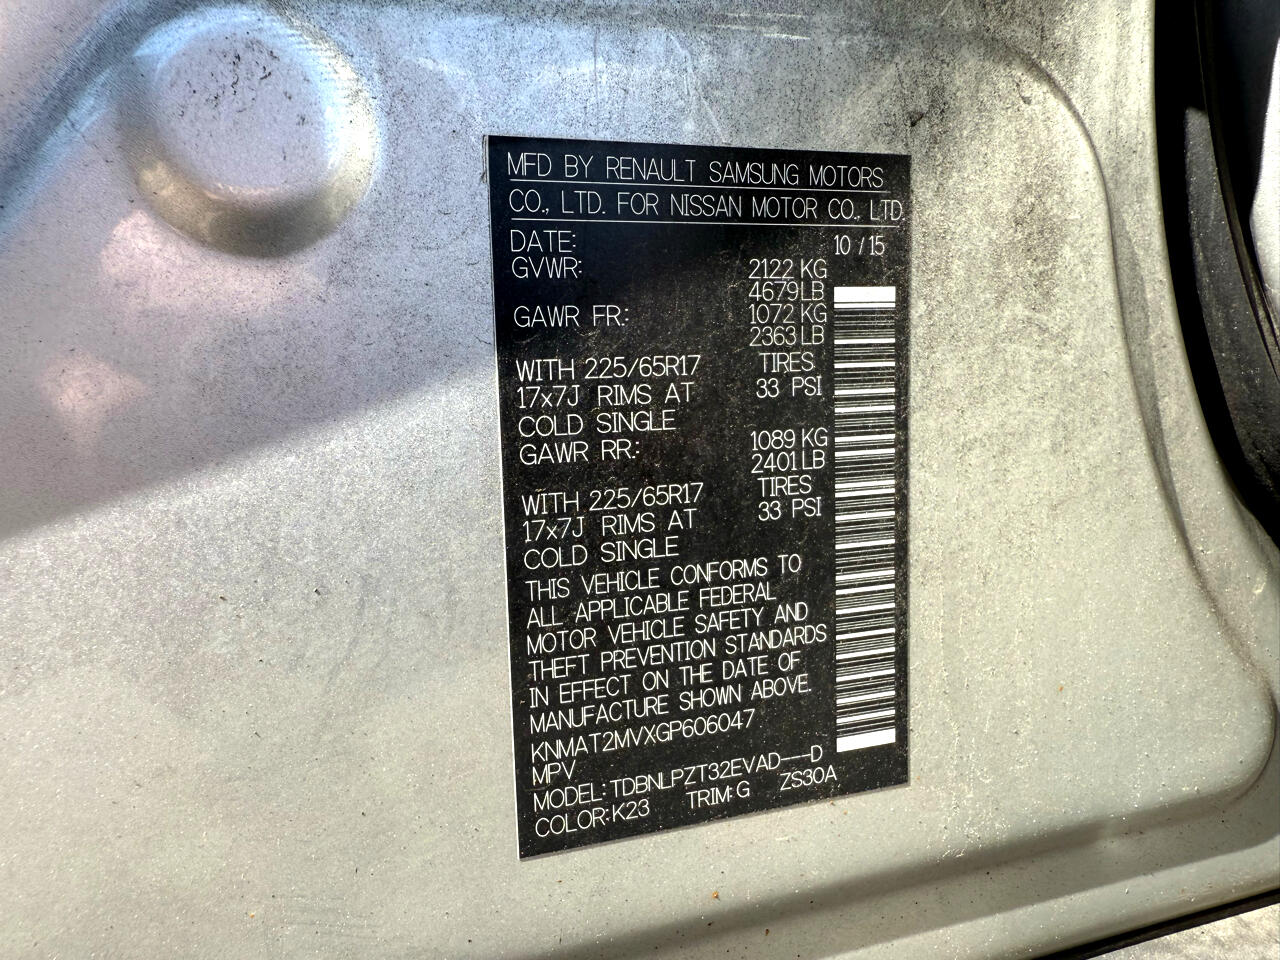 MFD BY RENAULT SAMSUNG MOTORS
CO., LTD. FOR NISSAN MOTOR CO., LTD.
DATE: 10 / 15
GVWR: 2122 KG
4679 LB
GAWR FR.: 1072 KG
2363 LB
WITH 225/65R17 TIRES
17x7J RIMS AT 33 PSI
COLD SINGLE
GAWR RR.: 1089 KG
2401 LB
WITH 225/65R17 TIRES
17x7J RIMS AT 33 PSI
COLD SINGLE
THIS VEHICLE CONFORMS TO
ALL APPLICABLE FEDERAL
MOTOR VEHICLE SAFETY AND
THEFT PREVENTION STANDARDS
IN EFFECT ON THE DATE OF
MANUFACTURE SHOWN ABOVE.
KNMAT2MVXGP606047
MPV
MODEL: TDBNLPZT32EVAD---D
COLOR: K23 TRIM: G ZS30A